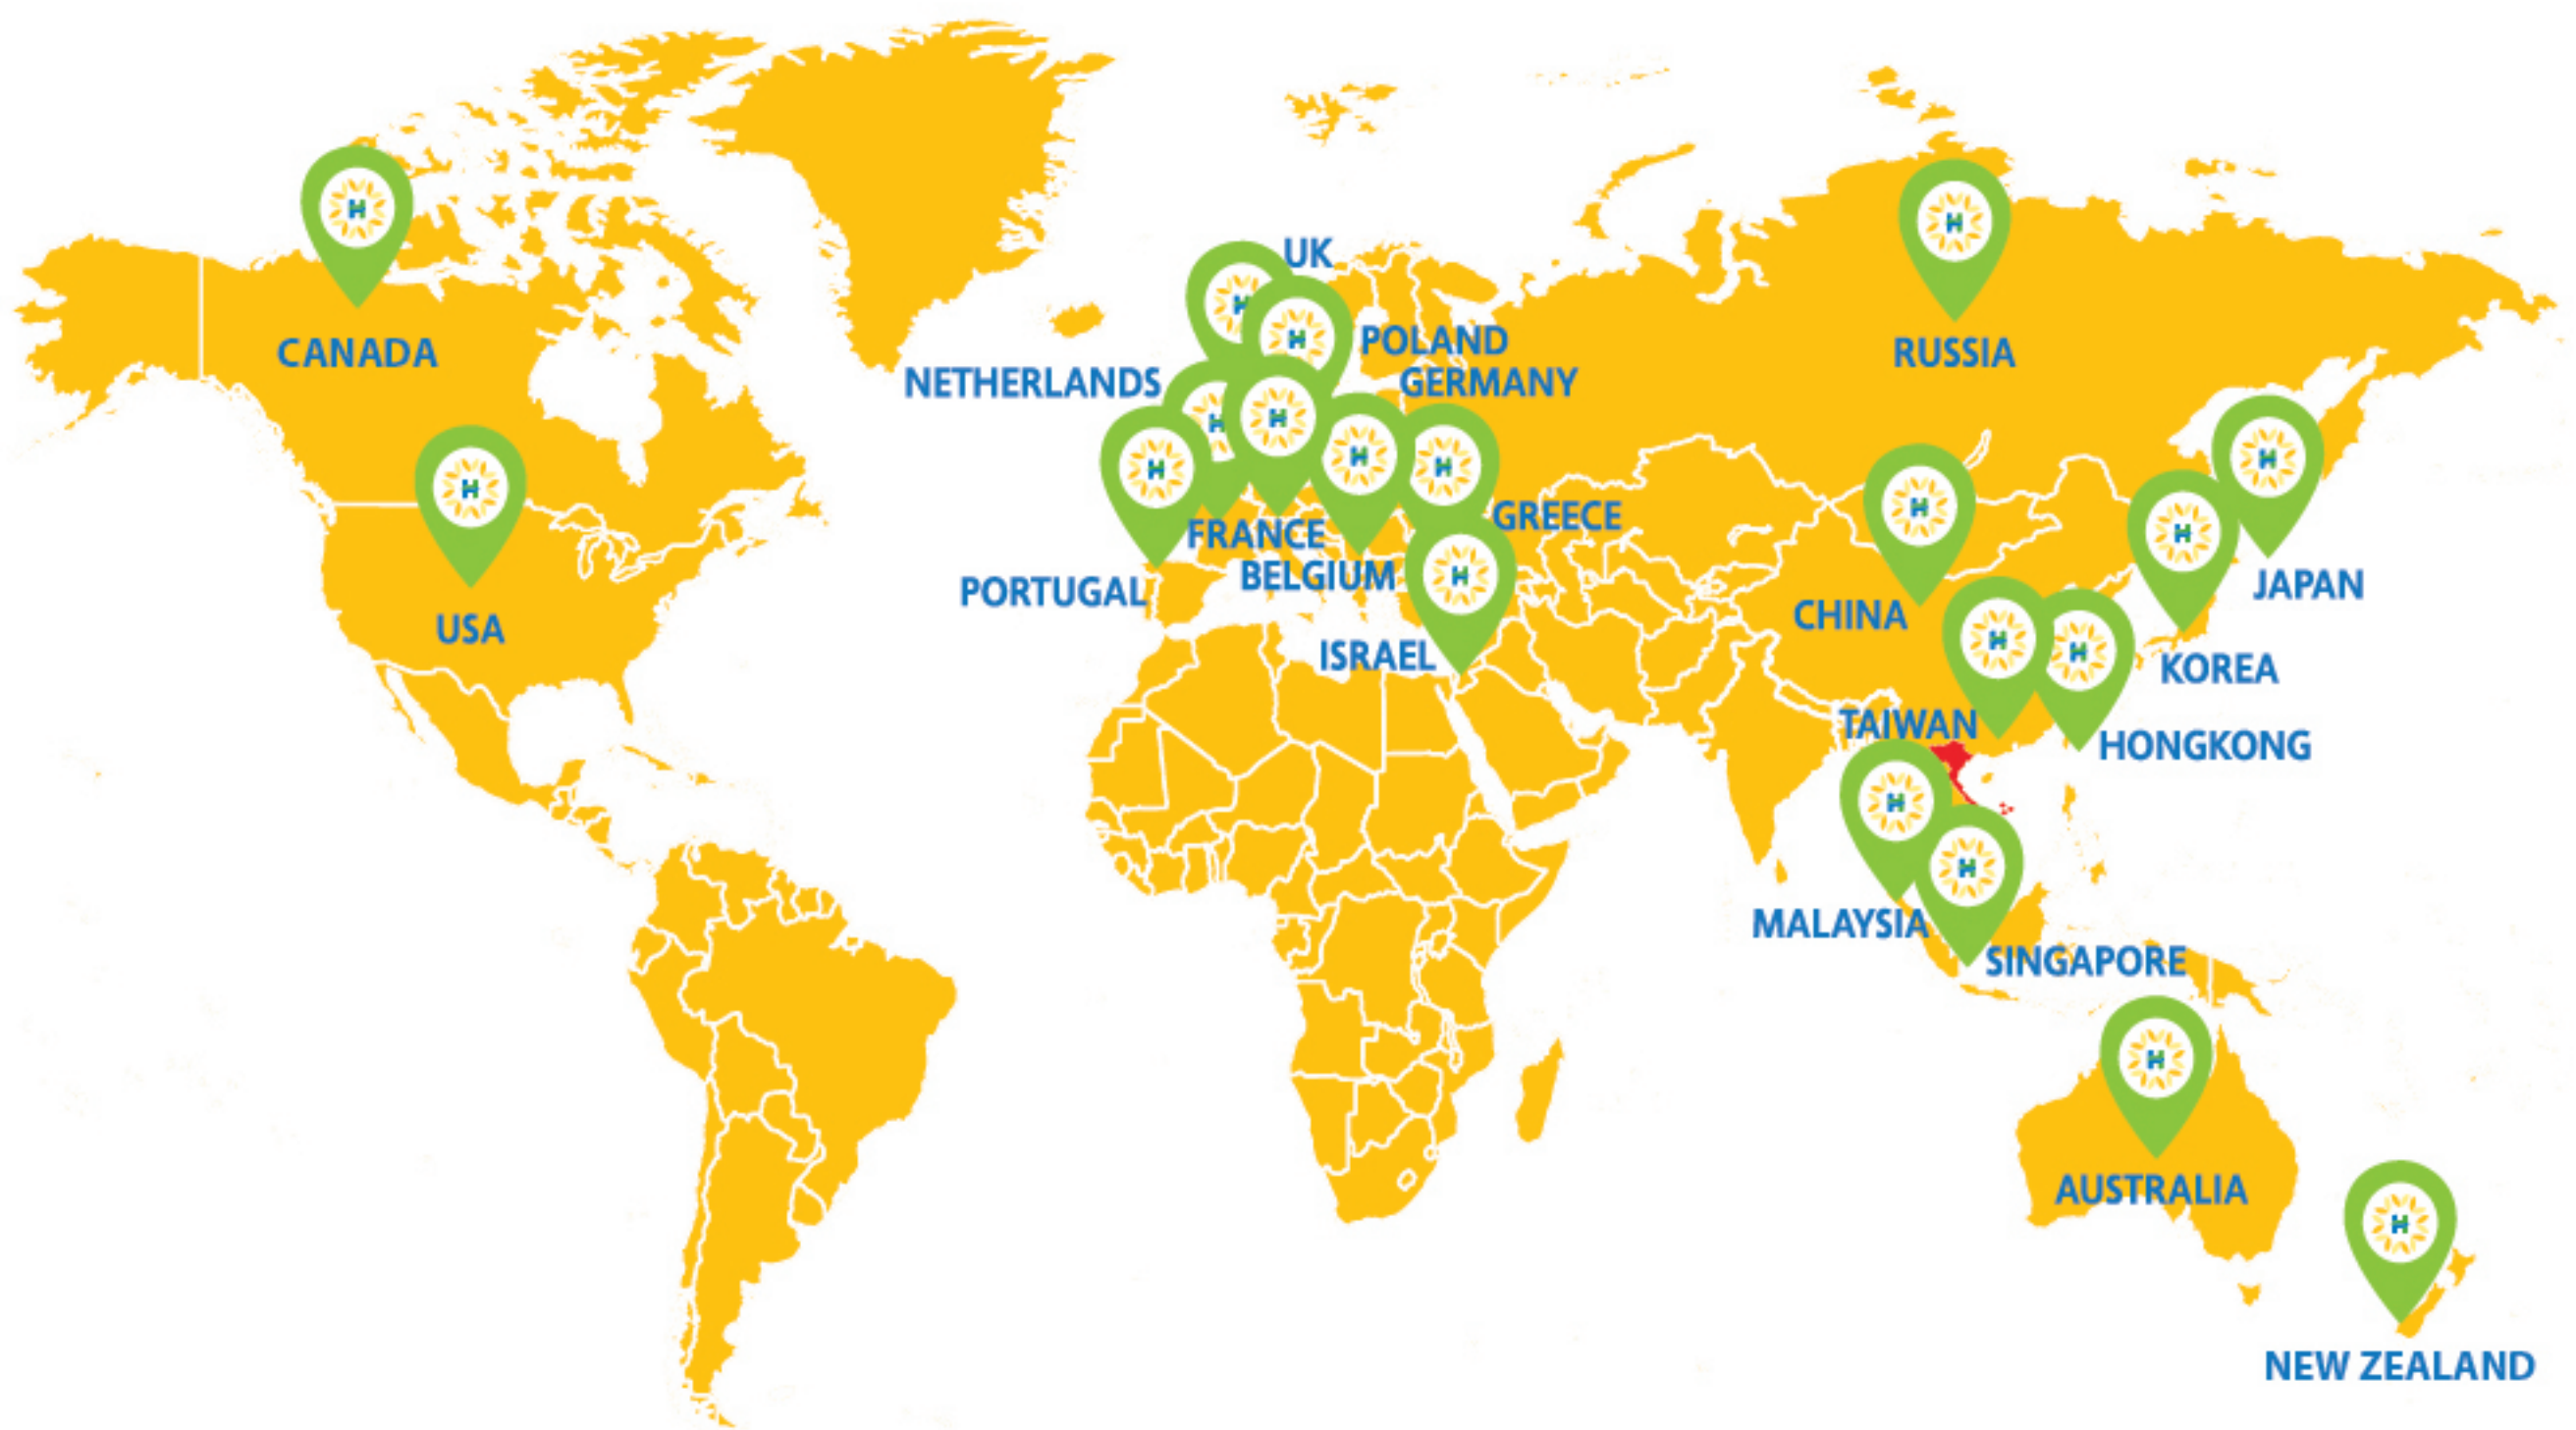 UK
CANADA
POLAND
RUSSIA
NETHERLANDS
GERMANY
H
USA
GREECE
FRANCE
BELGIUM
PORTUGAL
JAPAN
CHINA
ISRAEL
KOREA
TAIWAN
HONGKONG
MALAYSIA
SINGAPORE
AUSTRALIA
NEW ZEALAND